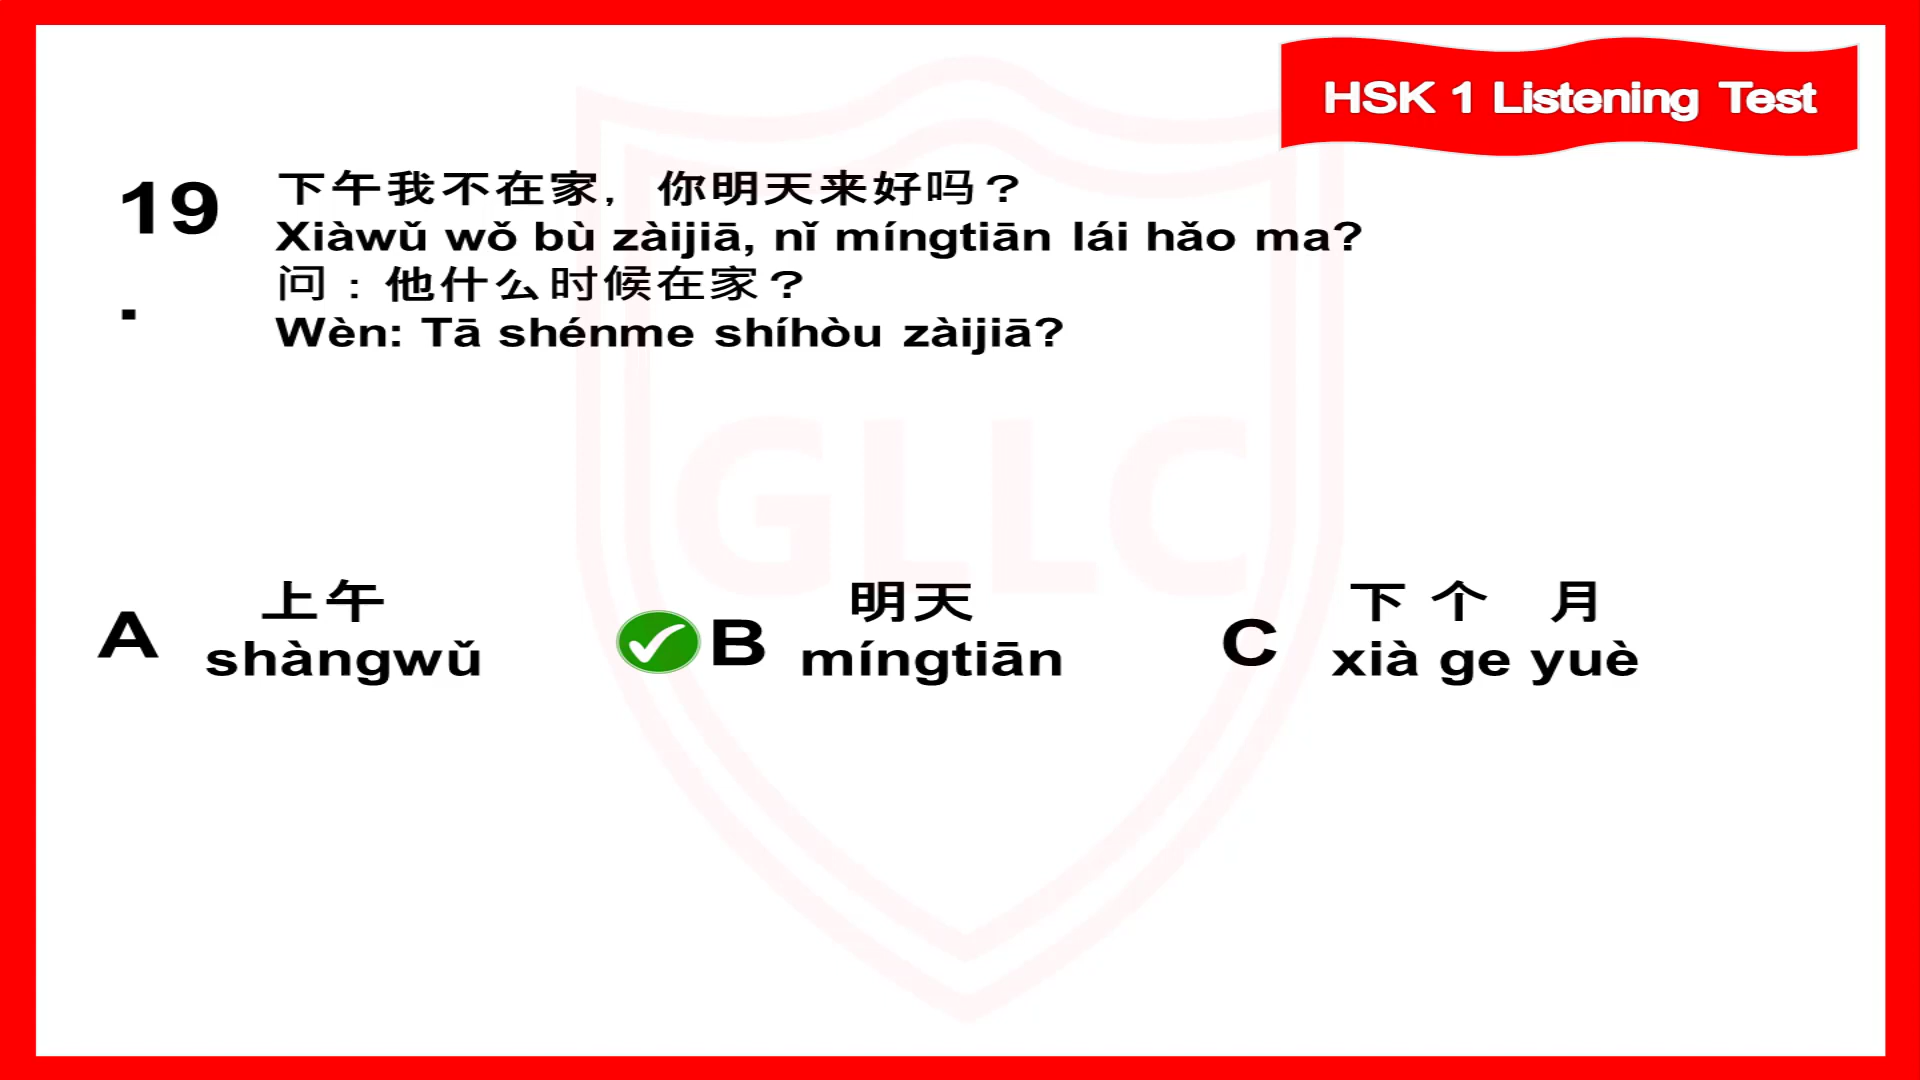 HSK 1 Listening Test
19
.
下午我不在家，你明天来好吗？
Xiàwǔ wǒ bù zàijiā, nǐ míngtiān lái hǎo ma?
问：他什么时候在家？
Wèn: Tā shénme shíhòu zàijiā?
GLLC
A
上午
shàngwǔ
B
明天
míngtiān
C
下个 月
xià ge yuè